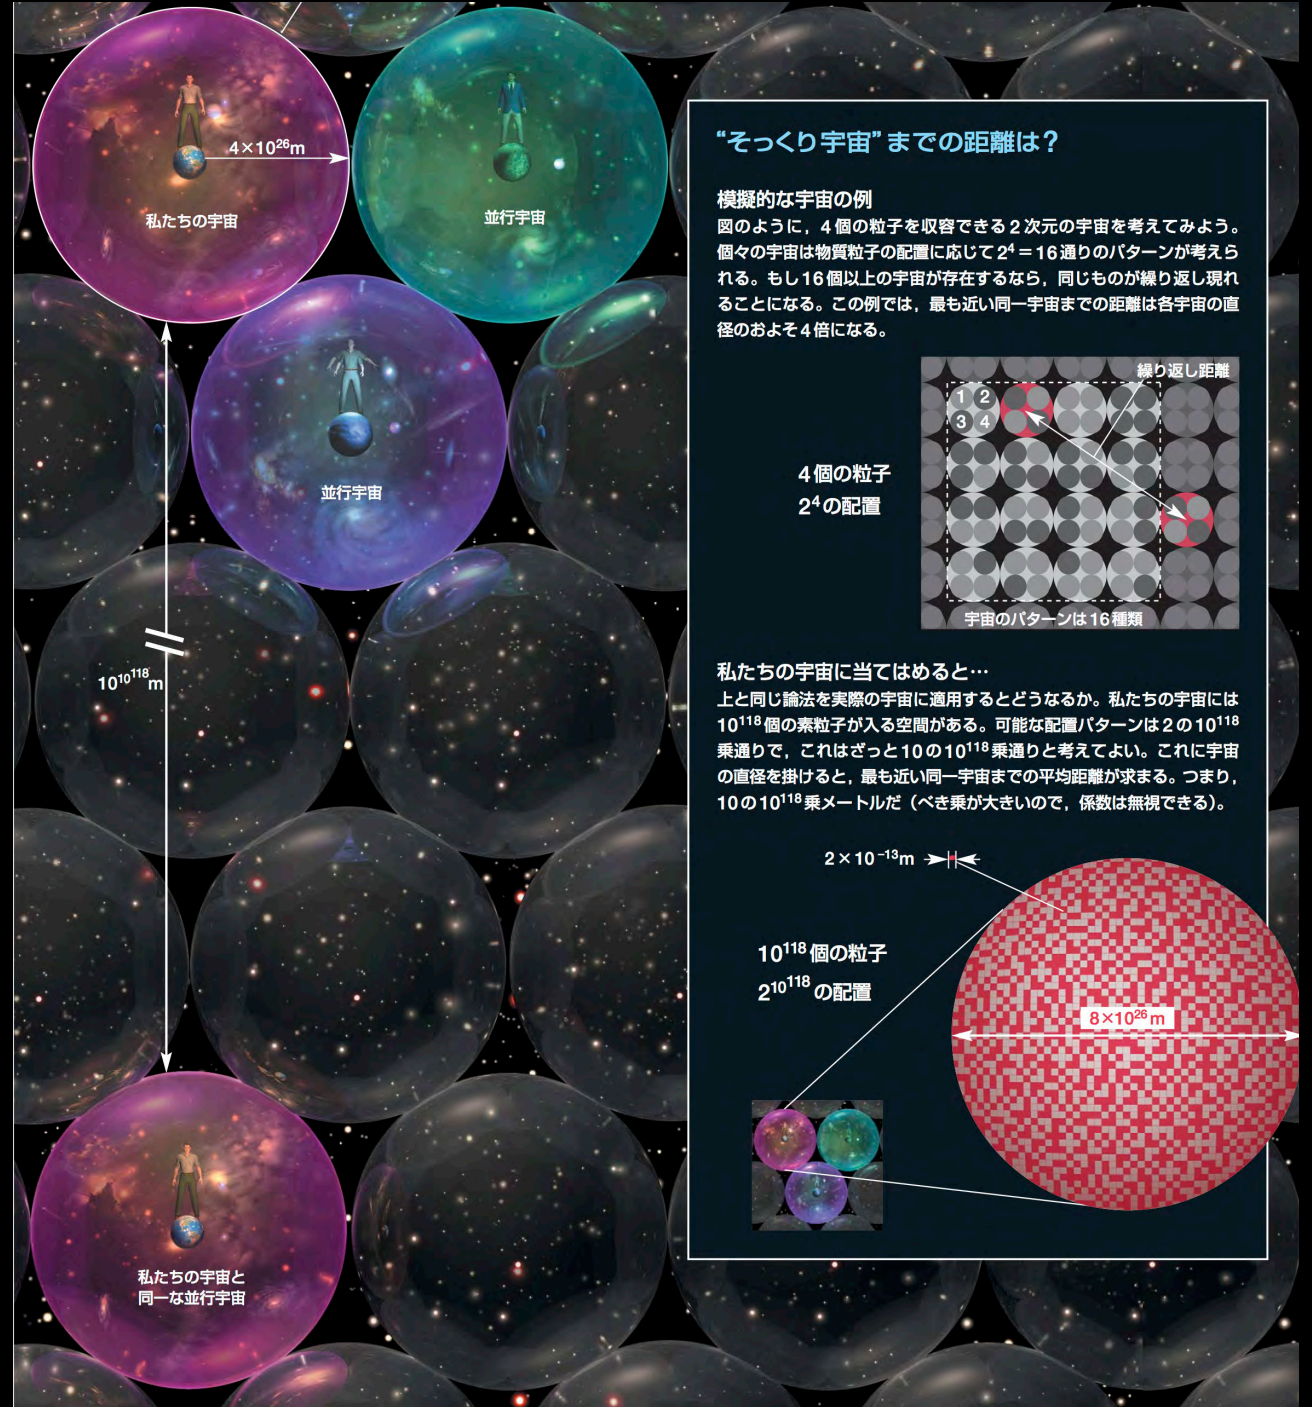 4×10²⁶m
私たちの宇宙
並行宇宙
並行宇宙
10^10^118m
私たちの宇宙と
同一な並行宇宙
“そっくり宇宙”までの距離は？
模擬的な宇宙の例
図のように，4個の粒子を収容できる2次元の宇宙を考えてみよう。
個々の宇宙は物質粒子の配置に応じて2⁴＝16通りのパターンが考えら
れる。もし16個以上の宇宙が存在するなら，同じものが繰り返し現れ
ることになる。この例では，最も近い同一宇宙までの距離は各宇宙の直
径のおよそ4倍になる。
繰り返し距離
1 2
3 4
4個の粒子
2⁴の配置
宇宙のパターンは16種類
私たちの宇宙に当てはめると…
上と同じ論法を実際の宇宙に適用するとどうなるか。私たちの宇宙には
10¹¹⁸個の素粒子が入る空間がある。可能な配置パターンは2の10¹¹⁸
乗通りで，これはざっと10の10¹¹⁸乗通りと考えてよい。これに宇宙
の直径を掛けると，最も近い同一宇宙までの平均距離が求まる。つまり，
10の10¹¹⁸乗メートルだ（べき乗が大きいので，係数は無視できる）。
2×10⁻¹³m
10¹¹⁸個の粒子
2^10^118の配置
8×10²⁶m